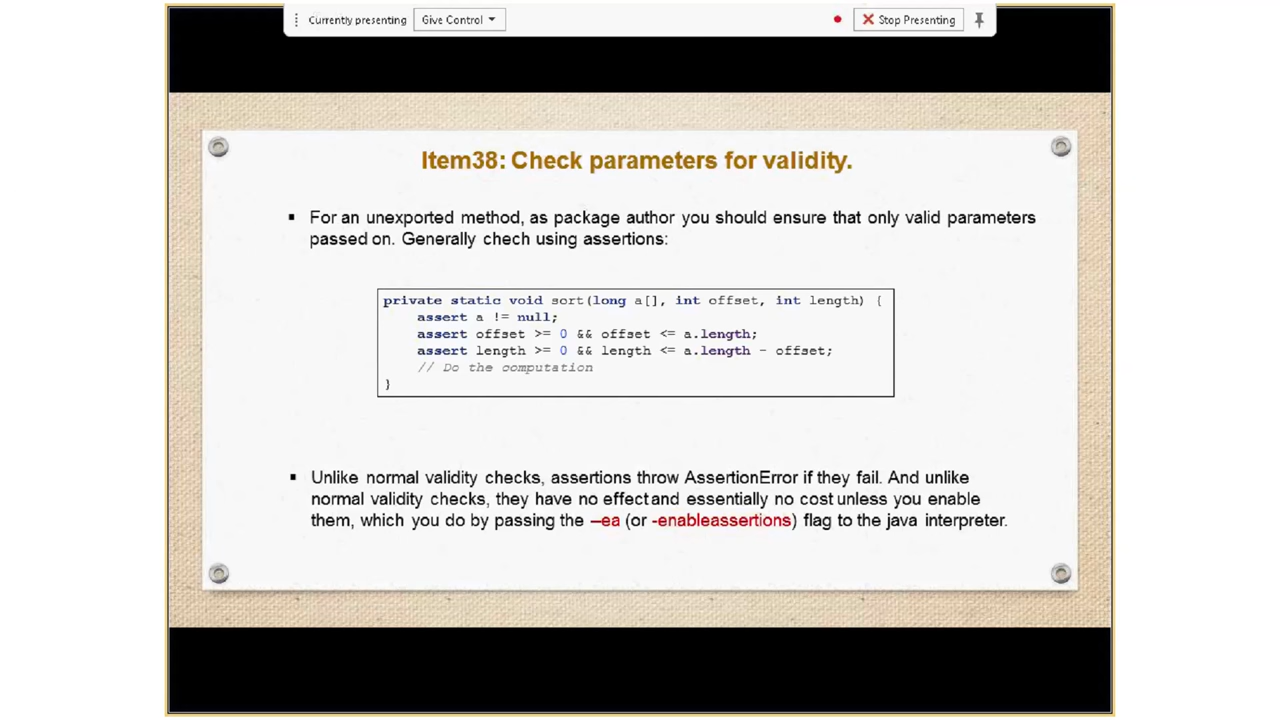 Currently presenting Give Control Stop Presenting
Item38: Check parameters for validity.
▪ For an unexported method, as package author you should ensure that only valid parameters
passed on. Generally chech using assertions:
private static void sort(long a[], int offset, int length) {
assert a != null;
assert offset >= 0 && offset <= a.length;
assert length >= 0 && length <= a.length - offset;
// Do the computation
}
▪ Unlike normal validity checks, assertions throw AssertionError if they fail. And unlike
normal validity checks, they have no effect and essentially no cost unless you enable
them, which you do by passing the –ea (or -enableassertions) flag to the java interpreter.